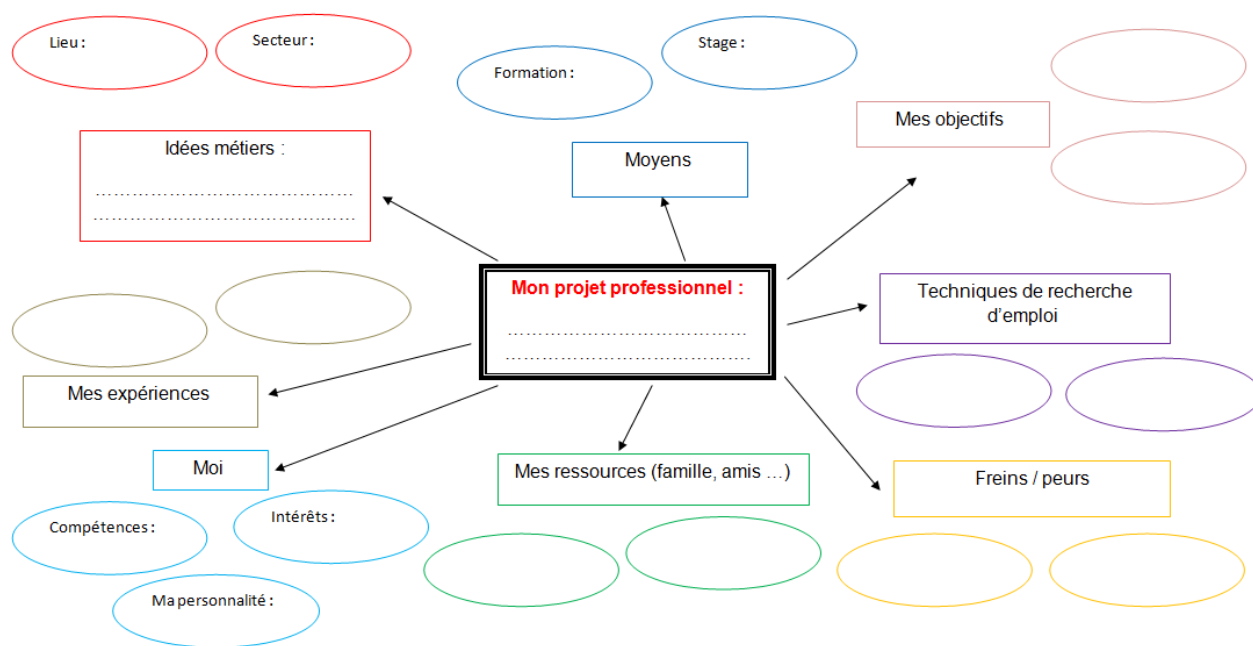 Lieu :
Secteur :
Idées métiers :
……………………………………
……………………………………
Formation :
Stage :
Moyens
Mes objectifs
Mon projet professionnel :
…………………………………
…………………………………
Techniques de recherche
d’emploi
Mes expériences
Moi
Compétences :
Intérêts :
Ma personnalité :
Mes ressources (famille, amis …)
Freins / peurs